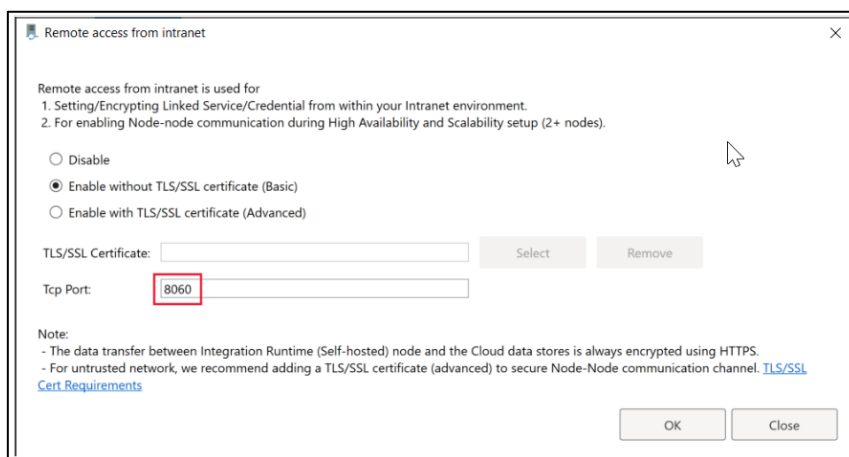 Remote access from intranet
Remote access from intranet is used for
1. Setting/Encrypting Linked Service/Credential from within your Intranet environment.
2. For enabling Node-node communication during High Availability and Scalability setup (2+ nodes).
Disable
Enable without TLS/SSL certificate (Basic)
Enable with TLS/SSL certificate (Advanced)
TLS/SSL Certificate: Select Remove
Tcp Port: 8060
Note:
- The data transfer between Integration Runtime (Self-hosted) node and the Cloud data stores is always encrypted using HTTPS.
- For untrusted network, we recommend adding a TLS/SSL certificate (advanced) to secure Node-Node communication channel. TLS/SSL
Cert Requirements
OK Close